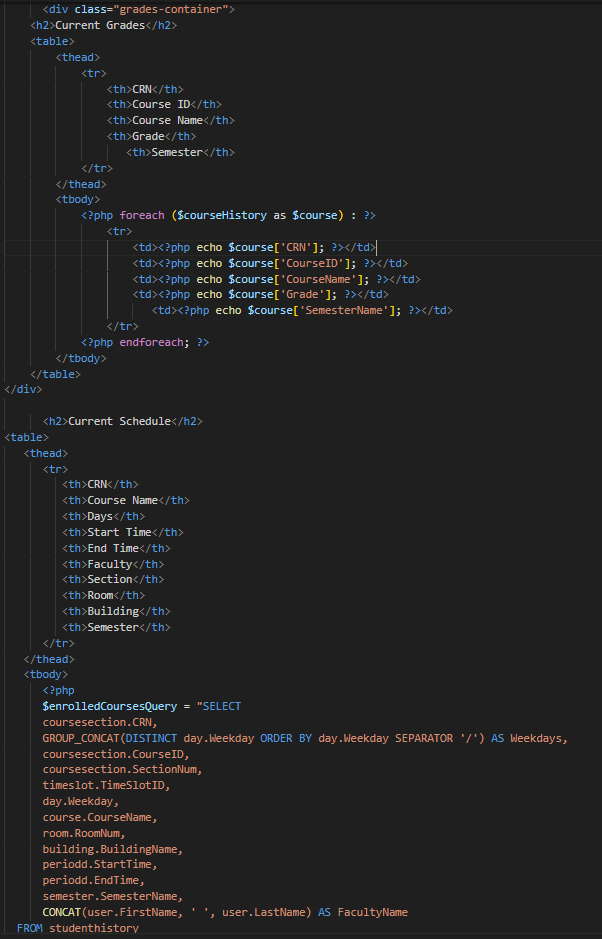 <div class="grades-container">
<h2>Current Grades</h2>
<table>
<thead>
<tr>
<th>CRN</th>
<th>Course ID</th>
<th>Course Name</th>
<th>Grade</th>
<th>Semester</th>
</tr>
</thead>
<tbody>
<?php foreach ($courseHistory as $course) : ?>
<tr>
<td><?php echo $course['CRN']; ?></td>
<td><?php echo $course['CourseID']; ?></td>
<td><?php echo $course['CourseName']; ?></td>
<td><?php echo $course['Grade']; ?></td>
<td><?php echo $course['SemesterName']; ?></td>
</tr>
<?php endforeach; ?>
</tbody>
</table>
</div>
<h2>Current Schedule</h2>
<table>
<thead>
<tr>
<th>CRN</th>
<th>Course Name</th>
<th>Days</th>
<th>Start Time</th>
<th>End Time</th>
<th>Faculty</th>
<th>Section</th>
<th>Room</th>
<th>Building</th>
<th>Semester</th>
</tr>
</thead>
<tbody>
<?php
$enrolledCoursesQuery = "SELECT
coursesection.CRN,
GROUP_CONCAT(DISTINCT day.Weekday ORDER BY day.Weekday SEPARATOR '/') AS Weekdays,
coursesection.CourseID,
coursesection.SectionNum,
timeslot.TimeSlotID,
day.Weekday,
course.CourseName,
room.RoomNum,
building.BuildingName,
periodd.StartTime,
periodd.EndTime,
semester.SemesterName,
CONCAT(user.FirstName, ' ', user.LastName) AS FacultyName
FROM studenthistory